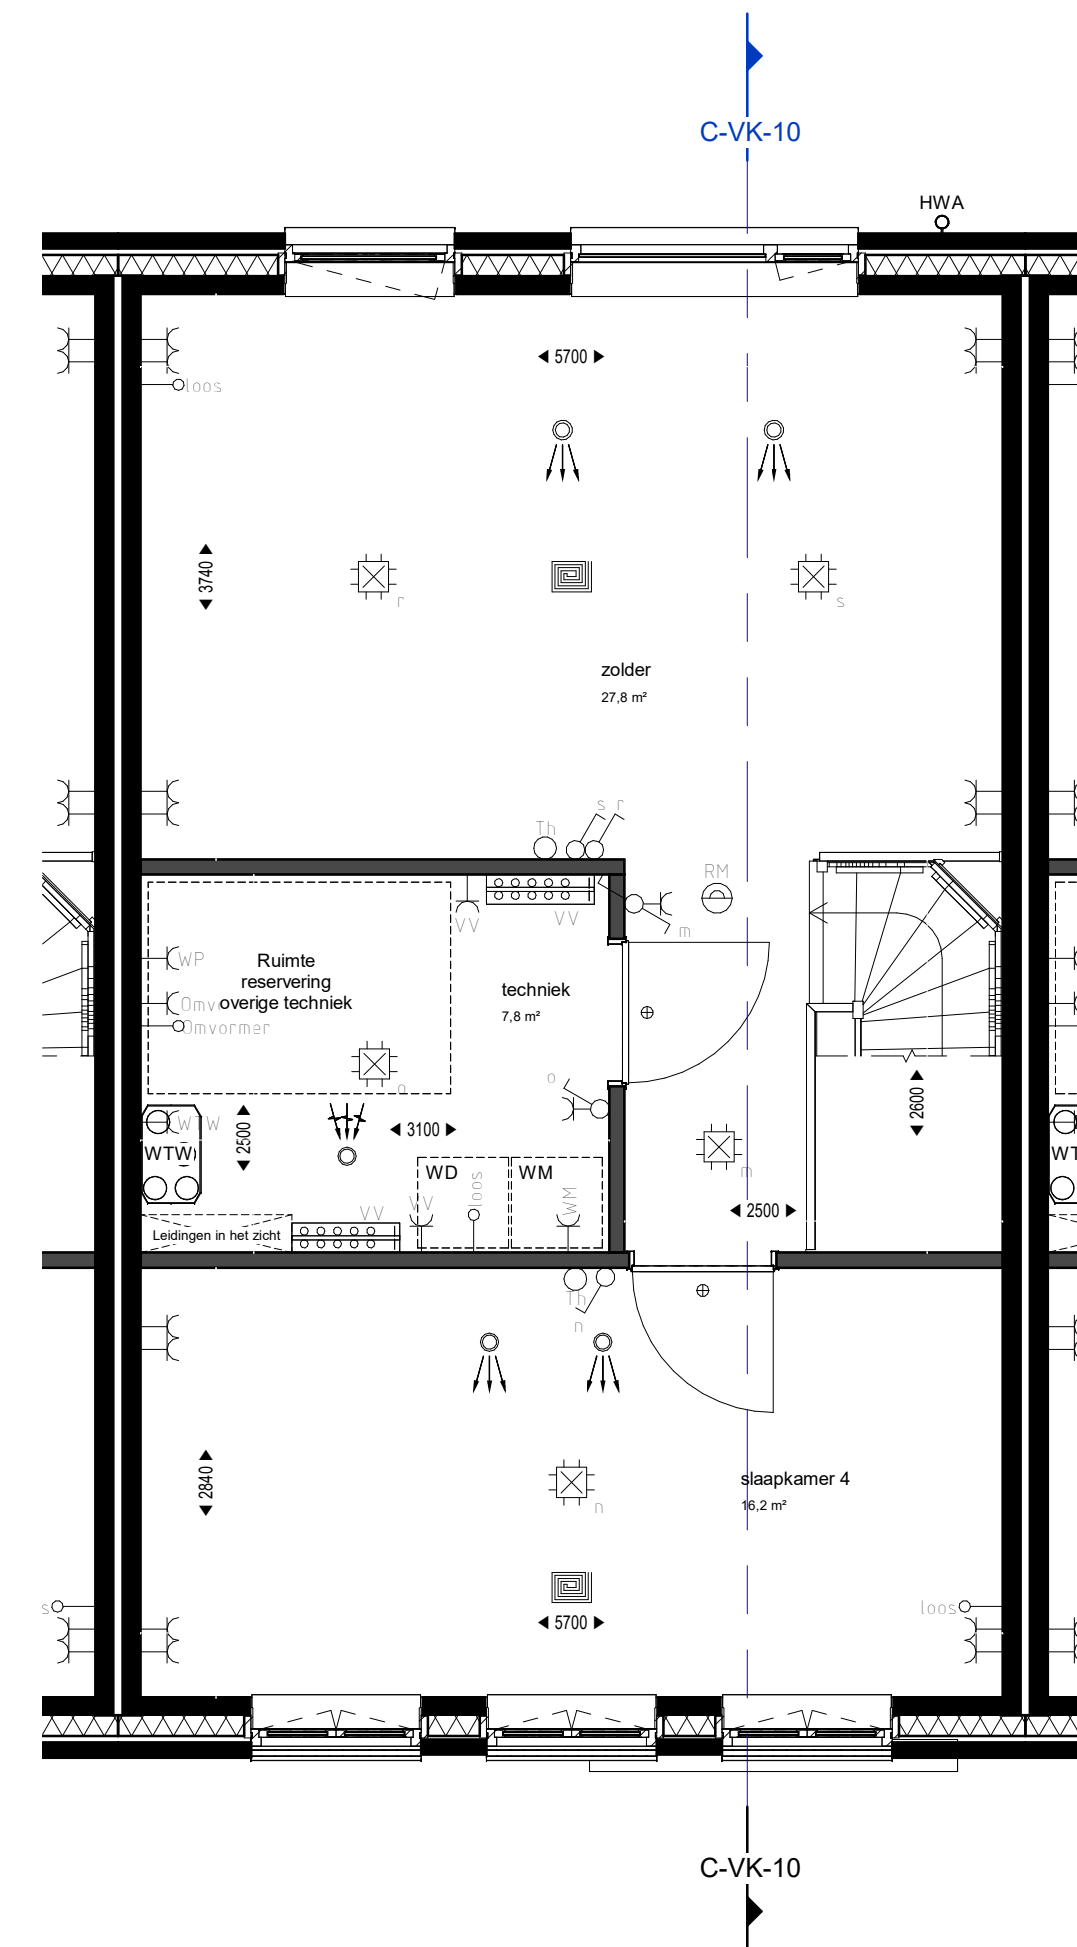 C-VK-10
HWA
5700
loos
3740
r
s
zolder
27,8 m²
s r
Th
RM
VV
VV
m
WP
Ruimte
reservering
overige techniek
Omvormer
techniek
7,8 m²
o
o
WTW
WTW
2500
3100
2600
WD
WM
VV
loos
WM
m
2500
VV
Leidingen in het zicht
WT
Th
n
2840
slaapkamer 4
16,2 m²
n
s
loos
5700
C-VK-10